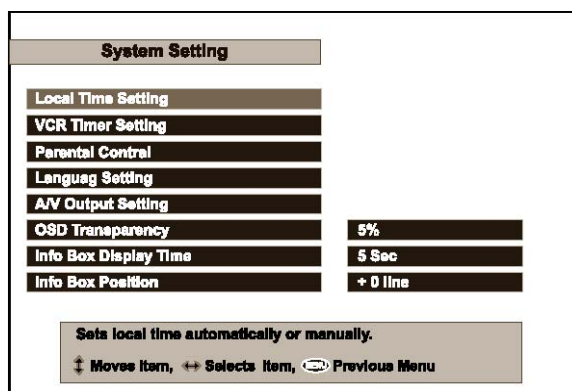 System Setting
Local Time Setting
VCR Timer Setting
Parental Control
Languag Setting
A/V Output Setting
OSD Transparency 5%
Info Box Display Time 5 Sec
Info Box Position + 0 line
Sets local time automatically or manually.
Moves Item, Selects Item, MENU Previous Menu